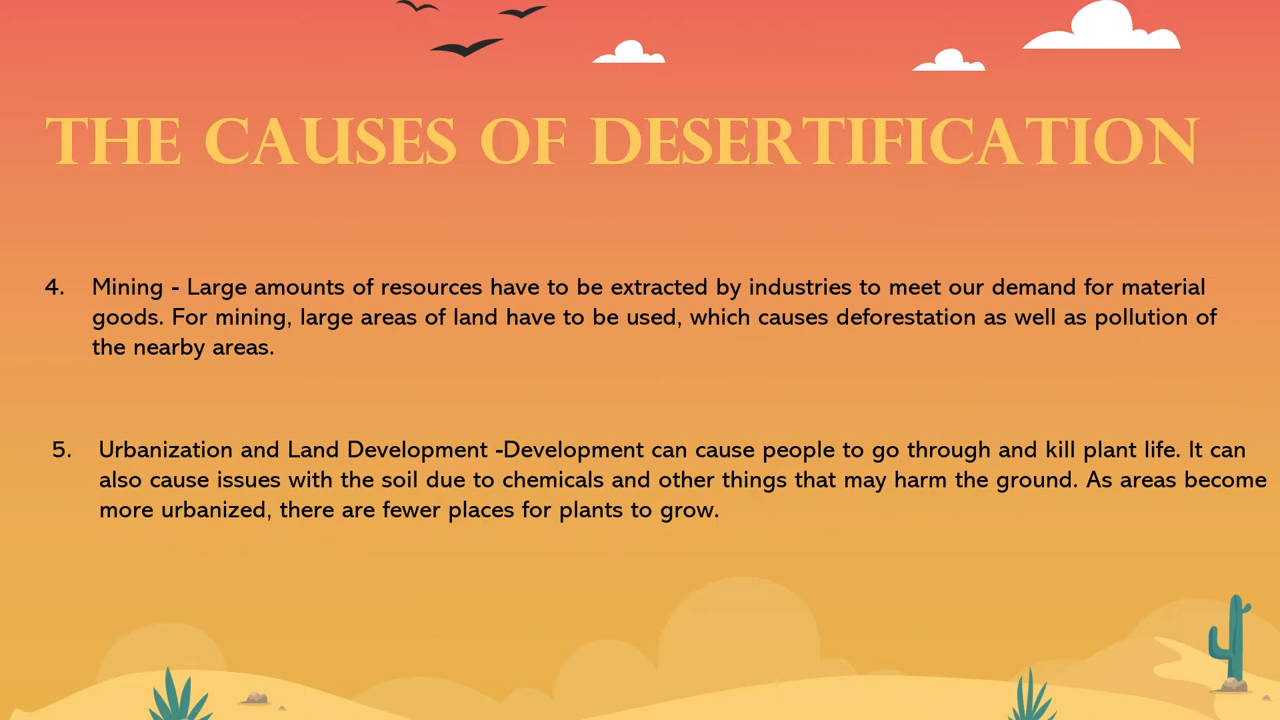 THE CAUSES OF DESERTIFICATION
4. Mining - Large amounts of resources have to be extracted by industries to meet our demand for material
goods. For mining, large areas of land have to be used, which causes deforestation as well as pollution of
the nearby areas.
5. Urbanization and Land Development -Development can cause people to go through and kill plant life. It can
also cause issues with the soil due to chemicals and other things that may harm the ground. As areas become
more urbanized, there are fewer places for plants to grow.